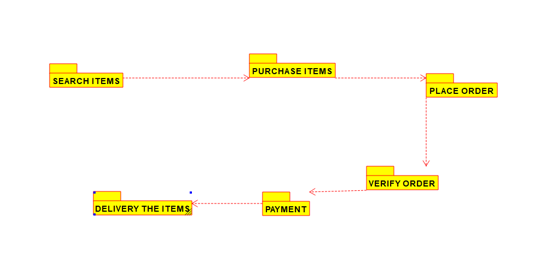 SEARCH ITEMS
PURCHASE ITEMS
PLACE ORDER
VERIFY ORDER
PAYMENT
DELIVERY THE ITEMS